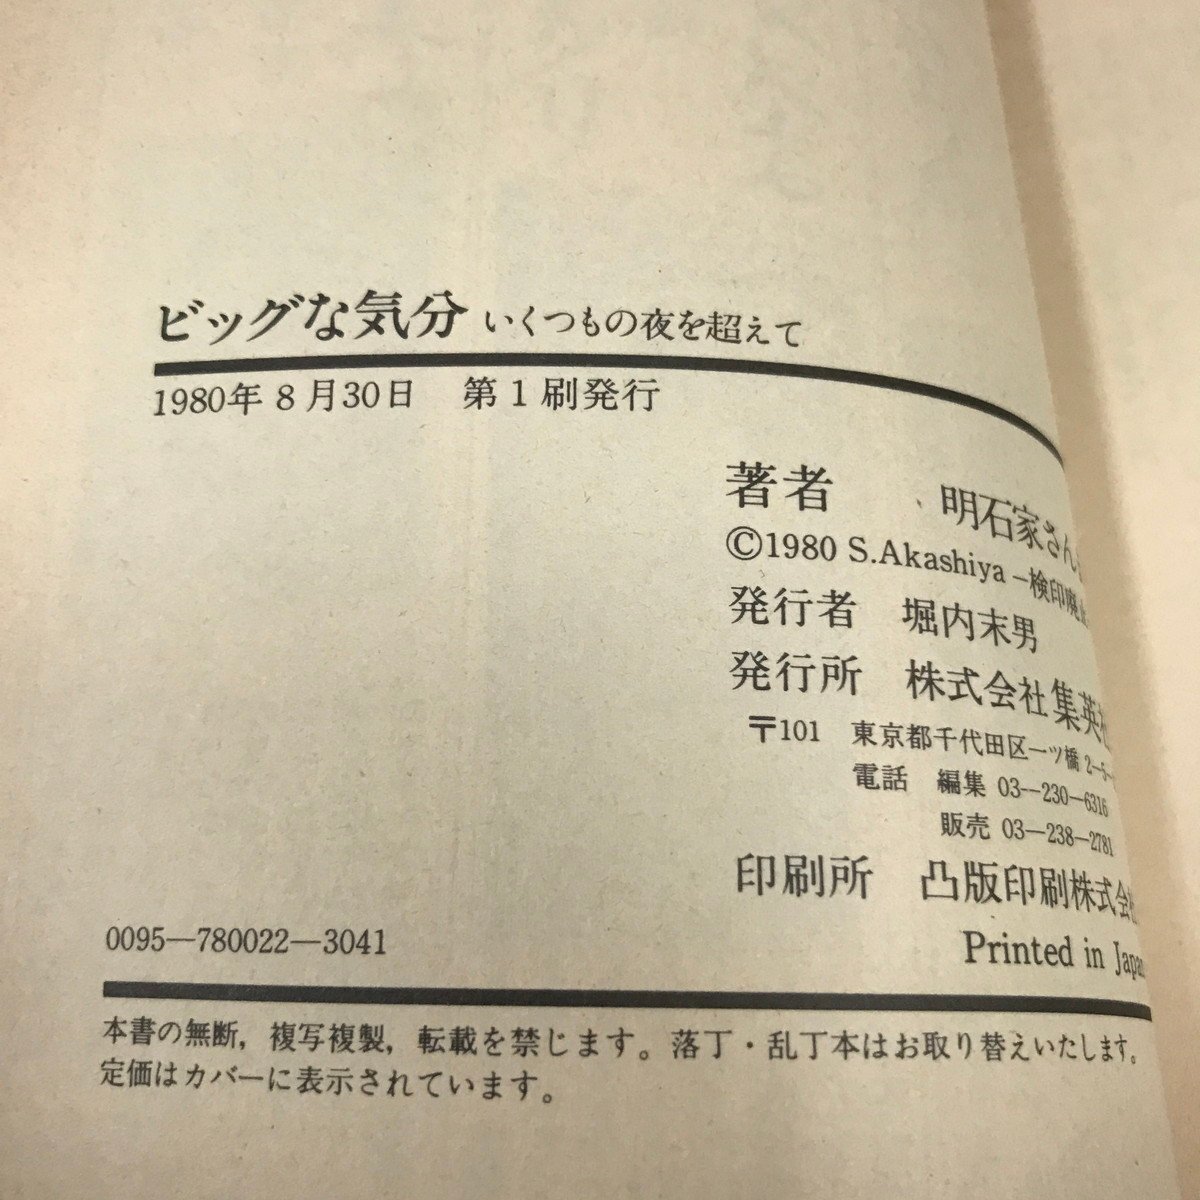 ビッグな気分 いくつもの夜を超えて
1980年8月30日　第1刷発行
著者　明石家さん
©1980 S.Akashiya－検印廃止
発行者　堀内末男
発行所　株式会社集英社
〒101　東京都千代田区一ツ橋2-5-
電話　編集 03—230—6316
販売 03—238—2781
印刷所　凸版印刷株式会社
Printed in Japan
0095—780022—3041
本書の無断，複写複製，転載を禁じます。落丁・乱丁本はお取り替えいたします。
定価はカバーに表示されています。